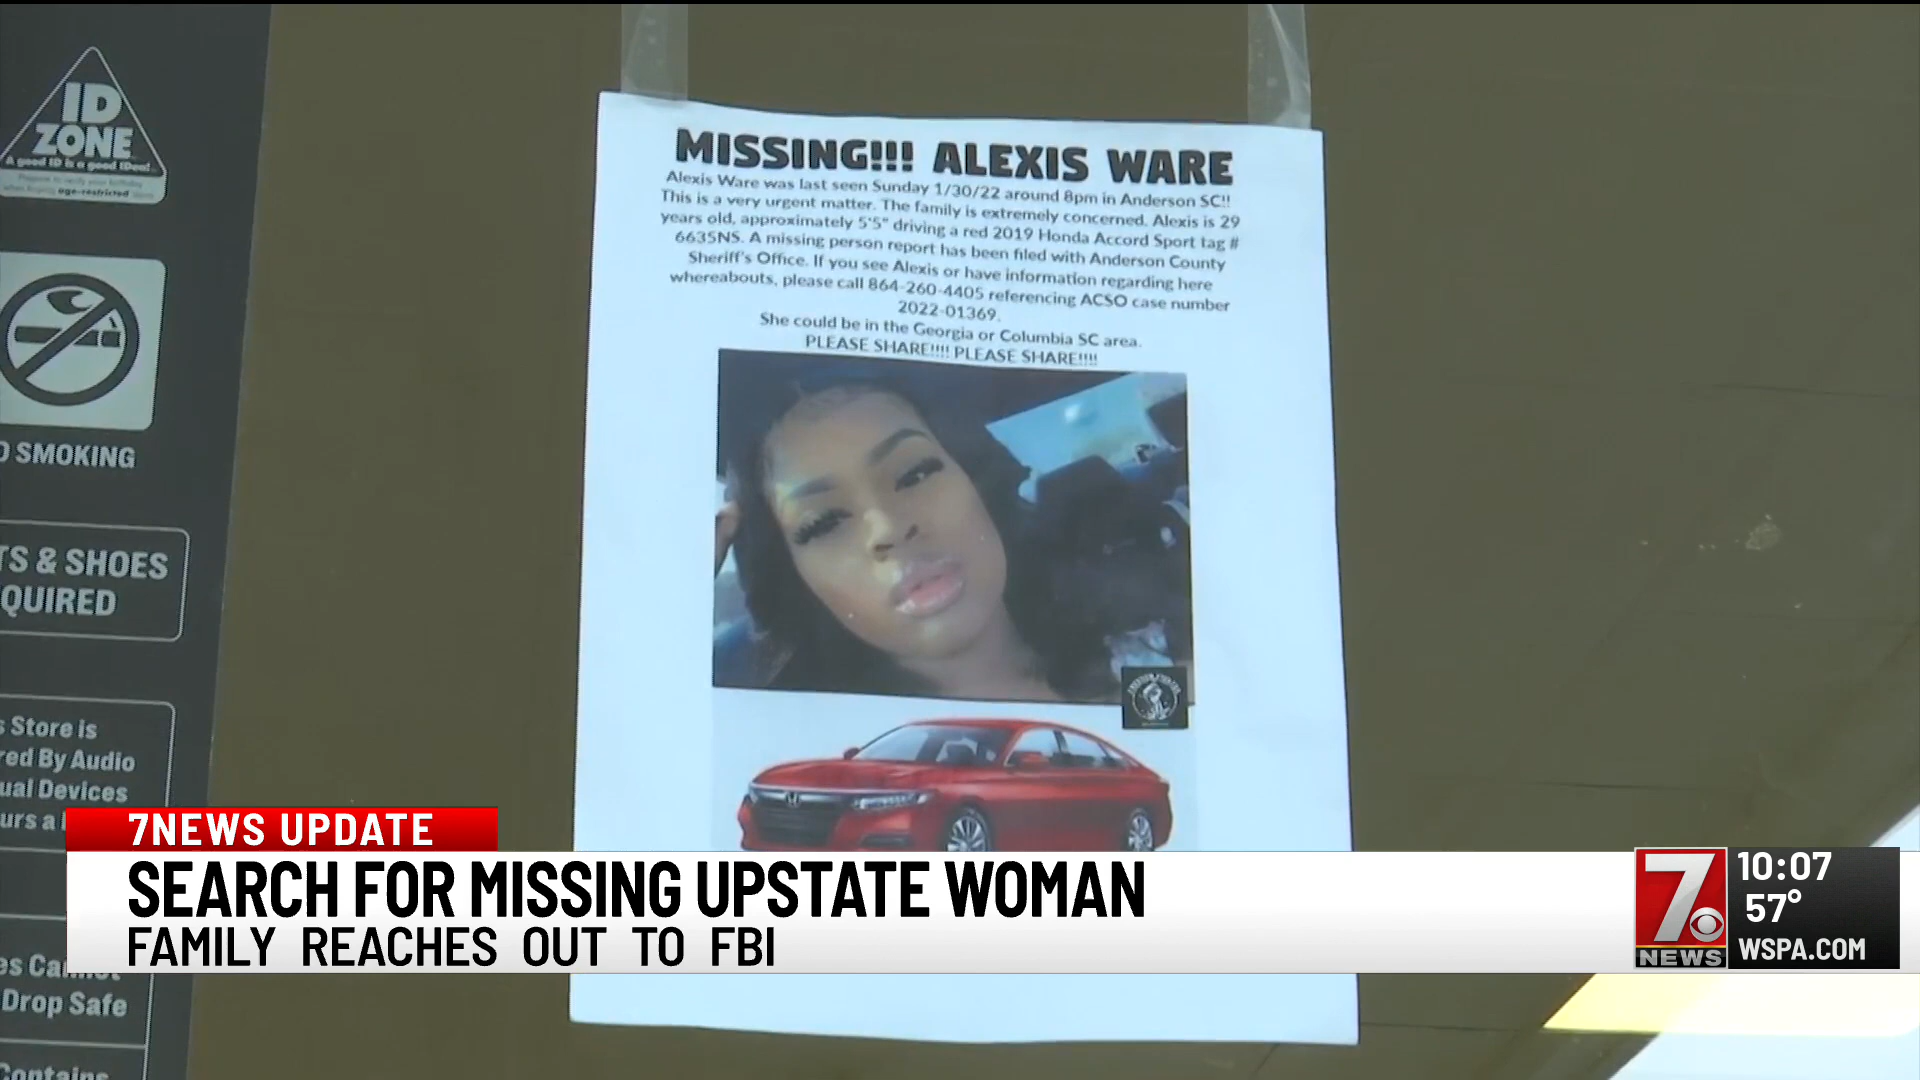 ID
ZONE
A good ID is a good IDea!
age-restricted
SMOKING
TS & SHOES
QUIRED
Store is
red By Audio
ual Devices
urs a
es Cannot
Drop Safe
Contains
MISSING!!! ALEXIS WARE
Alexis Ware was last seen Sunday 1/30/22 around 8pm in Anderson SC!!
This is a very urgent matter. The family is extremely concerned. Alexis is 29
years old, approximately 5'5" driving a red 2019 Honda Accord Sport tag #
6635NS. A missing person report has been filed with Anderson County
Sheriff's Office. If you see Alexis or have information regarding here
whereabouts, please call 864-260-4405 referencing ACSO case number
2022-01369.
She could be in the Georgia or Columbia SC area.
PLEASE SHARE!!!! PLEASE SHARE!!!!
7NEWS UPDATE
SEARCH FOR MISSING UPSTATE WOMAN
FAMILY REACHES OUT TO FBI
7
NEWS
10:07
57°
WSPA.COM